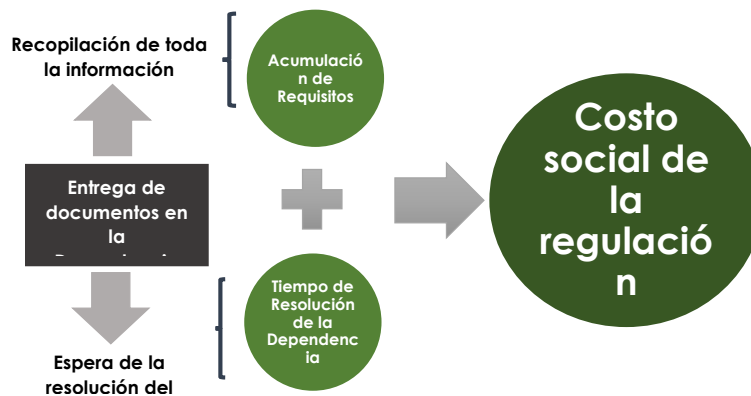 Recopilación de toda
la información
Acumulació
n de
Requisitos
Entrega de
documentos en
la
Tiempo de
Resolución
de la
Dependenc
ia
Espera de la
resolución del
Costo
social de
la
regulació
n